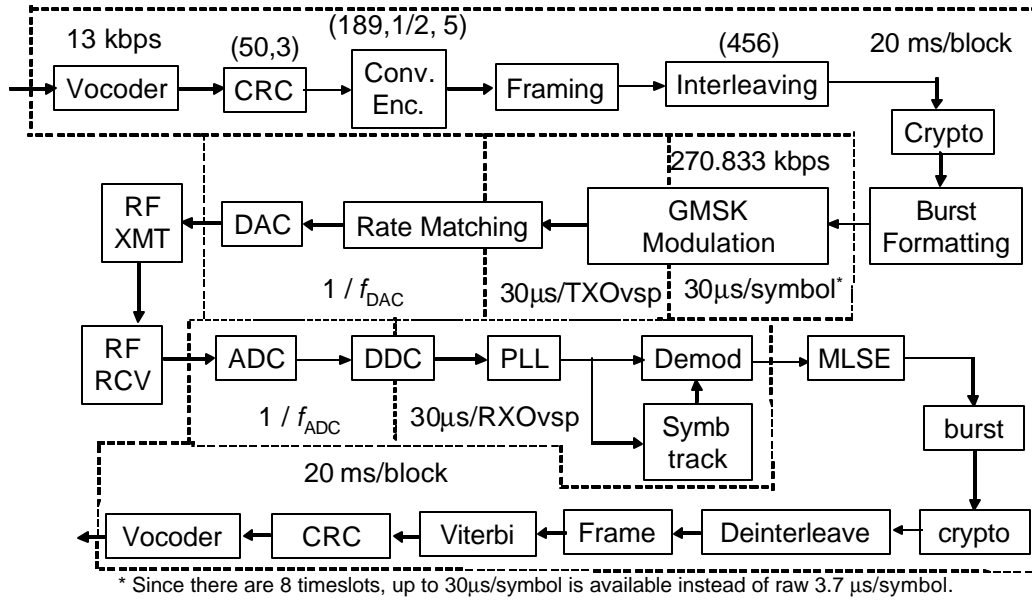 13 kbps
(50,3)
(189,1/2, 5)
(456)
20 ms/block
Vocoder
CRC
Conv.
Enc.
Framing
Interleaving
Crypto
270.833 kbps
RF
XMT
DAC
Rate Matching
GMSK
Modulation
Burst
Formatting
1 / fDAC
30μs/TXOvsp
30μs/symbol*
RF
RCV
ADC
DDC
PLL
Demod
MLSE
1 / fADC
30μs/RXOvsp
Symb
track
burst
20 ms/block
Vocoder
CRC
Viterbi
Frame
Deinterleave
crypto
* Since there are 8 timeslots, up to 30μs/symbol is available instead of raw 3.7 μs/symbol.